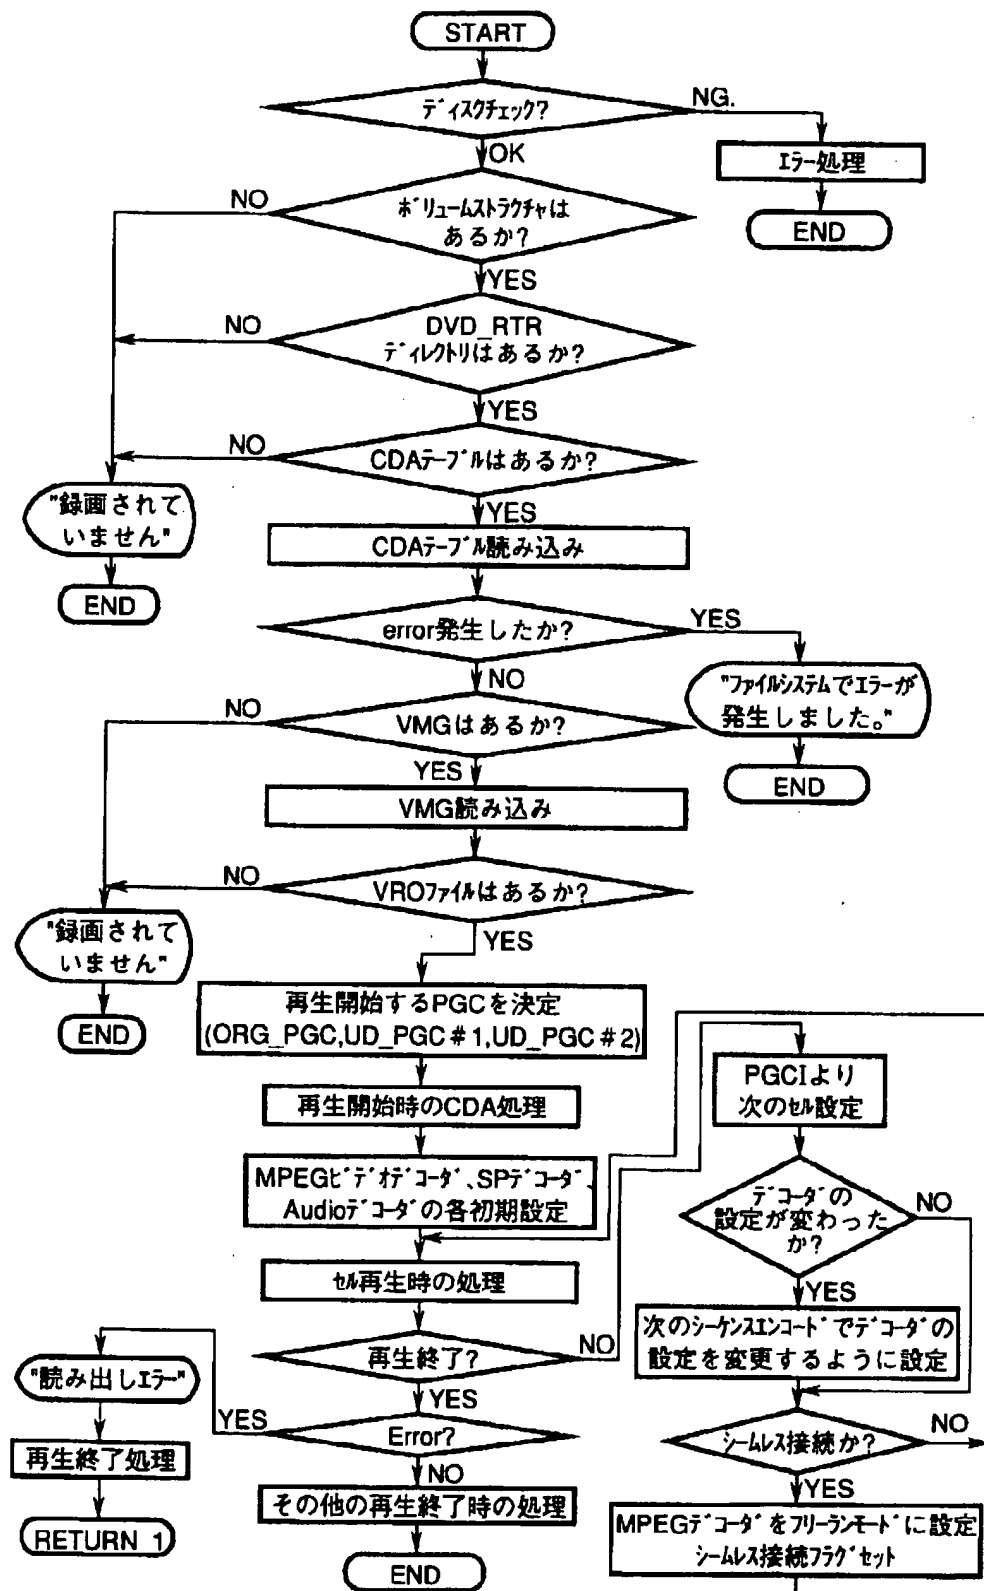 START
ディスクチェック?
NG.
エラー処理
END
OK
ボリュームストラクチャは
あるか?
NO
YES
DVD_RTR
ディレクトリはあるか?
NO
YES
CDAテーブルはあるか?
NO
"録画されて
いません"
END
YES
CDAテーブル読み込み
error発生したか?
YES
"ファイルシステムでエラーが
発生しました。"
END
NO
VMGはあるか?
NO
YES
VMG読み込み
VROファイルはあるか?
NO
"録画されて
いません"
END
YES
再生開始するPGCを決定
(ORG_PGC,UD_PGC#1,UD_PGC#2)
再生開始時のCDA処理
MPEGビデオデコーダ、SPデコーダ、
Audioデコーダの各初期設定
セル再生時の処理
再生終了?
NO
YES
Error?
YES
"読み出しエラー"
再生終了処理
RETURN 1
NO
その他の再生終了時の処理
END
PGCIより
次のセル設定
デコーダの
設定が変わった
か?
NO
YES
次のシーケンスエンコードでデコーダの
設定を変更するように設定
シームレス接続か?
NO
YES
MPEGデコーダをフリーランモードに設定
シームレス接続フラグセット